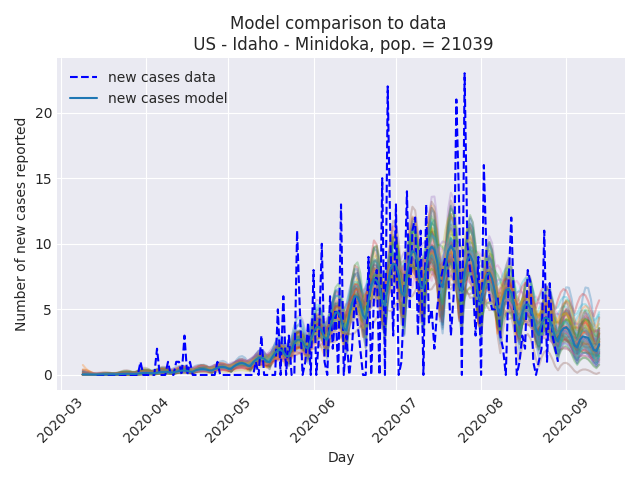 Model comparison to data
US - Idaho - Minidoka, pop. = 21039
new cases data
new cases model
Number of new cases reported
20
15
10
5
0
2020-03
2020-04
2020-05
2020-06
2020-07
2020-08
2020-09
Day